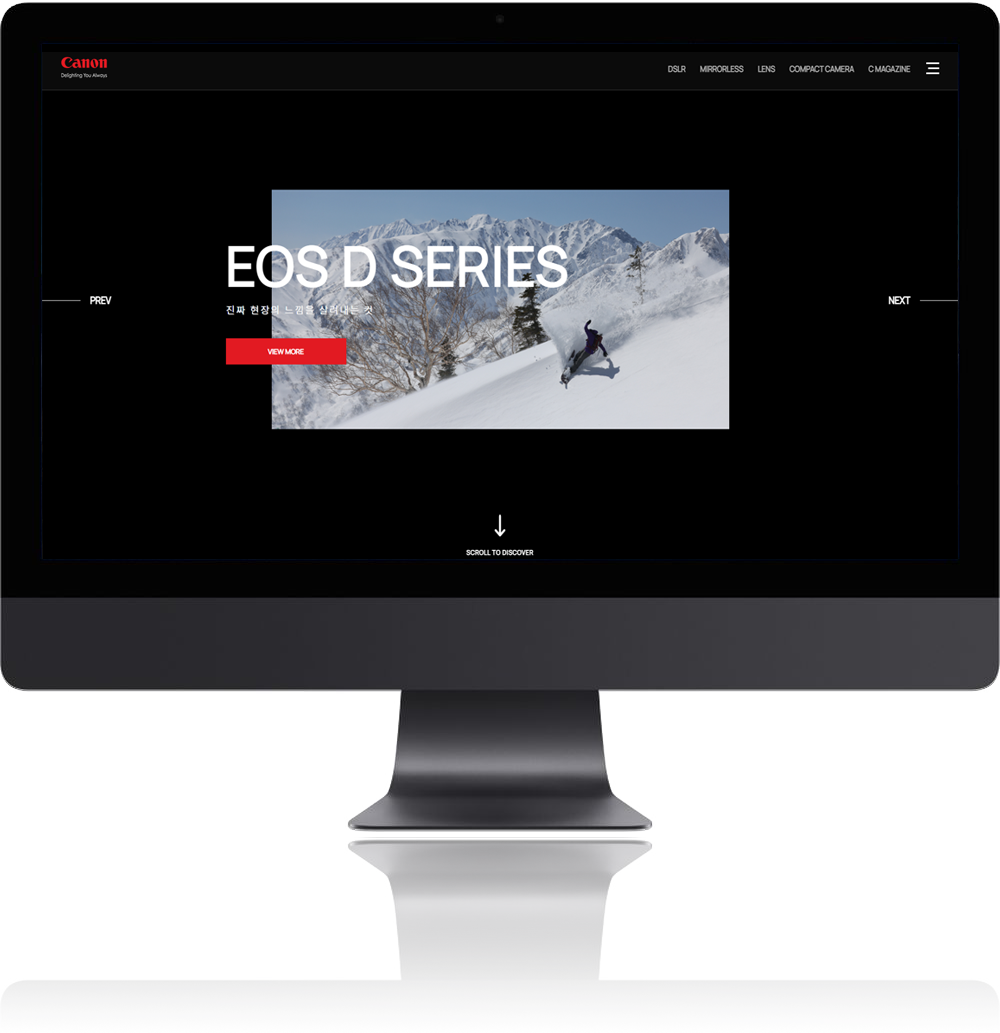 Canon
Delighting You Always
DSLR MIRRORLESS LENS COMPACT CAMERA C MAGAZINE
EOS D SERIES
PREV
NEXT
진짜 현장의 느낌을 살려내는 것
VIEW MORE
SCROLL TO DISCOVER